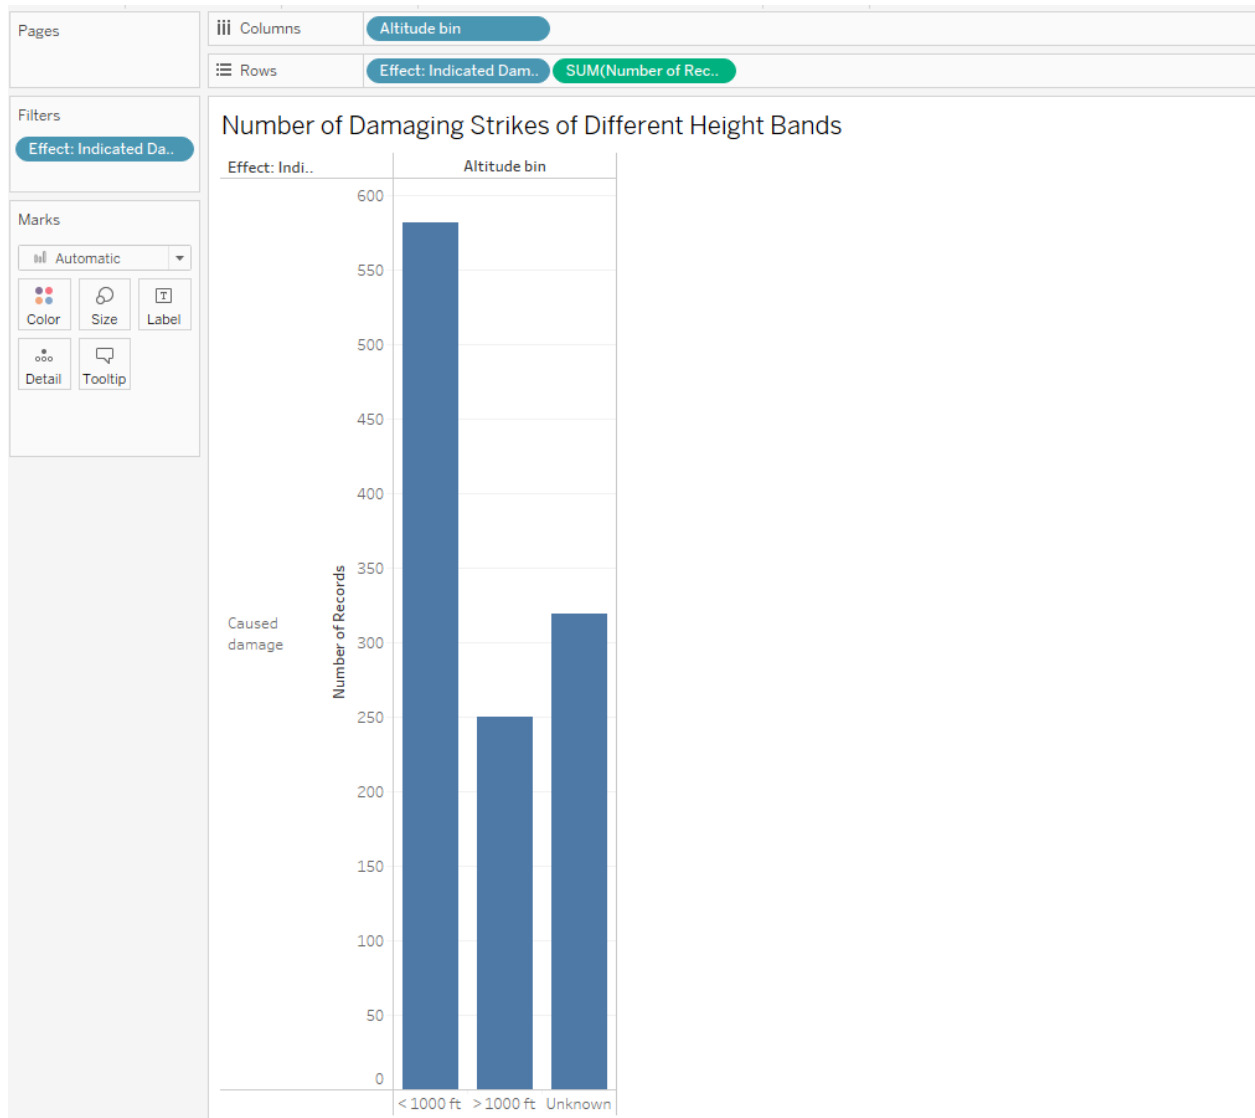 Pages
Columns
Altitude bin
Rows
Effect: Indicated Dam..
SUM(Number of Rec..
Filters
Effect: Indicated Da..
Marks
Automatic
Color
Size
Label
Detail
Tooltip
Number of Damaging Strikes of Different Height Bands
Effect: Indi..
Altitude bin
Caused
damage
Number of Records
600
550
500
450
400
350
300
250
200
150
100
50
0
< 1000 ft
> 1000 ft
Unknown